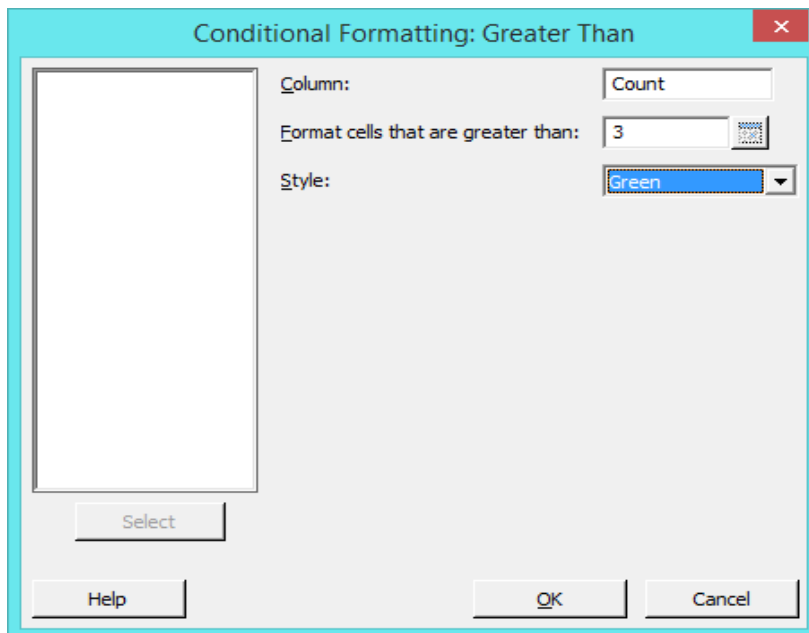 Conditional Formatting: Greater Than
Column:
Count
Format cells that are greater than:
3
Style:
Green
Select
Help
OK
Cancel